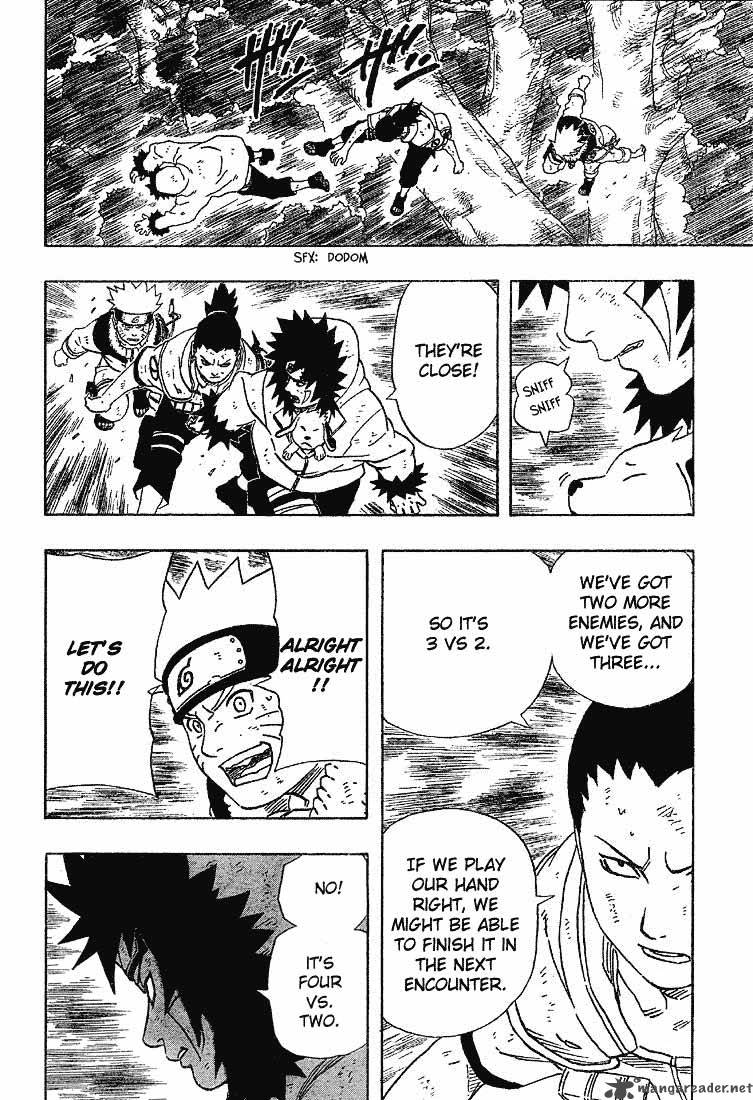 SFX: DODOM
SNIFF
SNIFF
THEY'RE
CLOSE!
WE'VE GOT
TWO MORE
ENEMIES, AND
WE'VE GOT
THREE...
SO IT'S
3 VS 2.
IF WE PLAY
OUR HAND
RIGHT, WE
MIGHT BE ABLE
TO FINISH IT IN
THE NEXT
ENCOUNTER.
ALRIGHT
ALRIGHT
!!
LET'S
DO
THIS!!
NO!
IT'S
FOUR
VS.
TWO.
mangareader.net